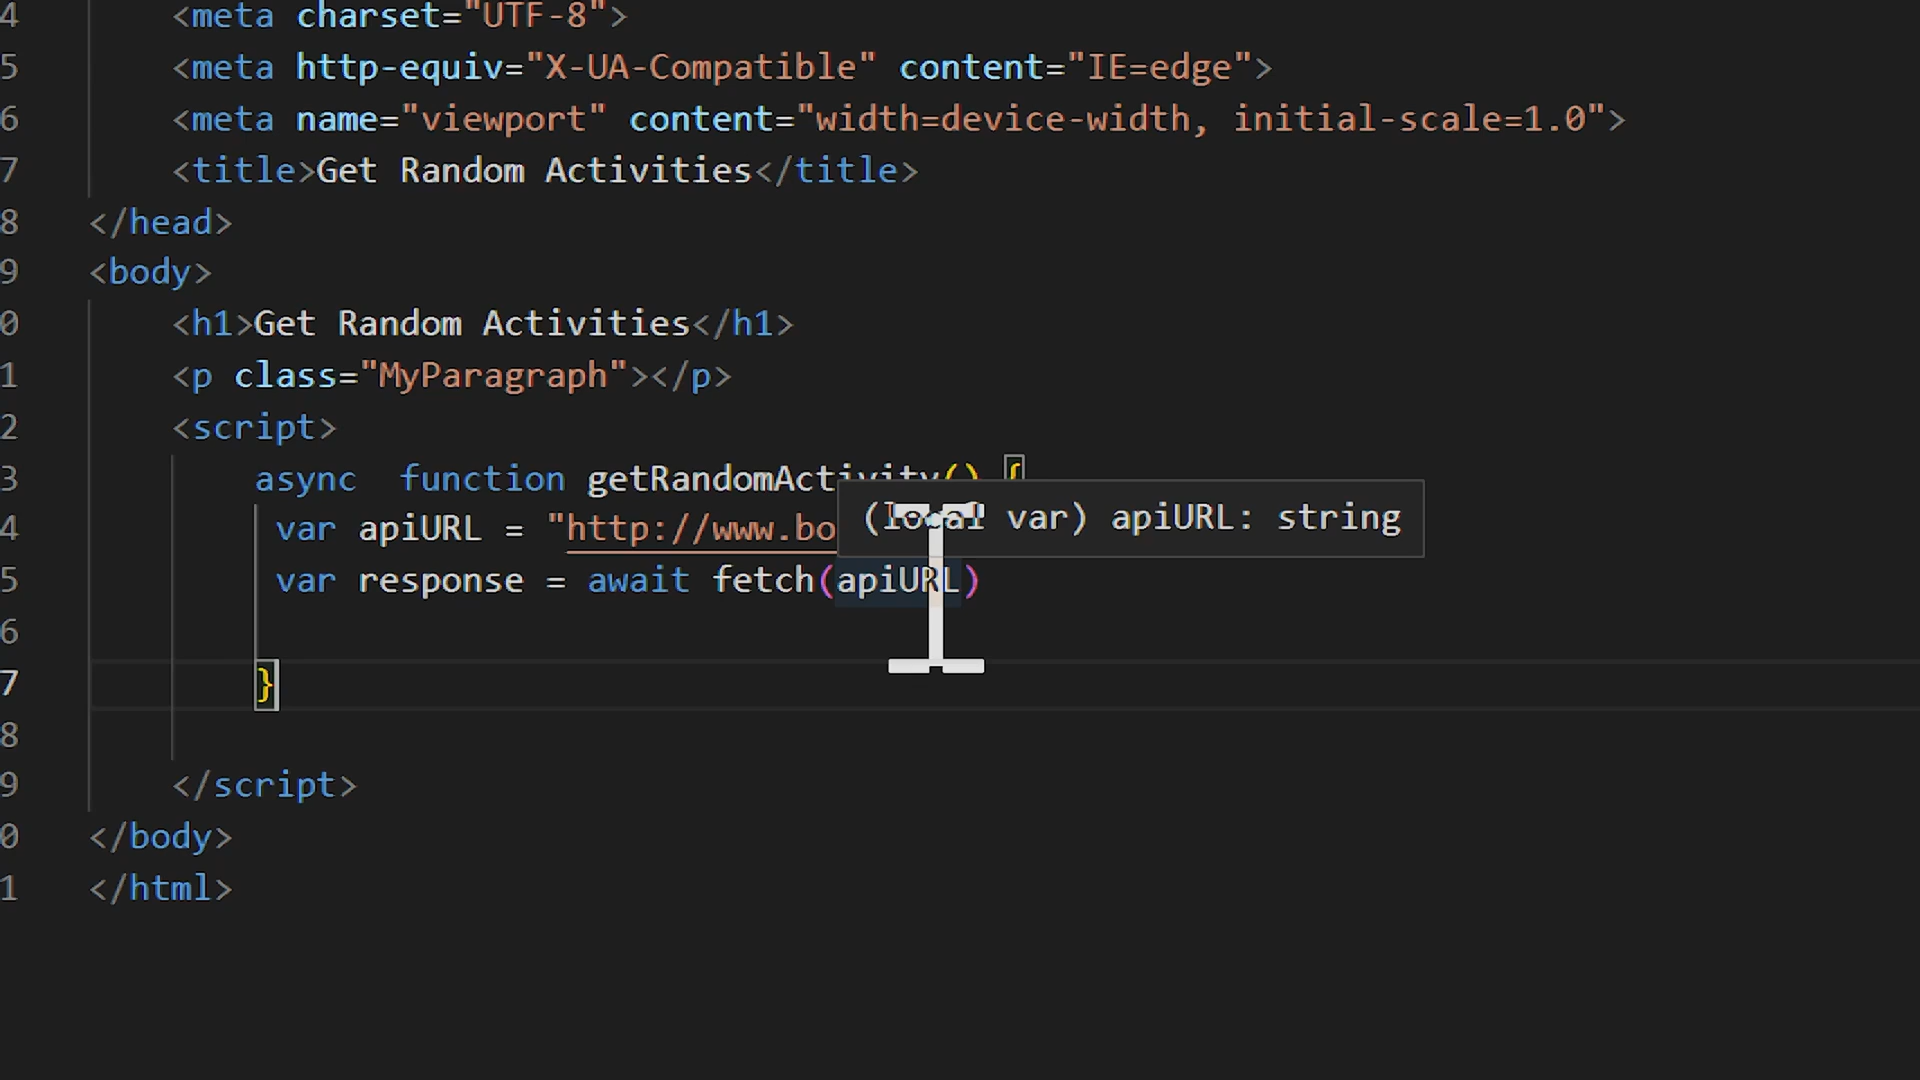 4 <meta charset="UTF-8">
5 <meta http-equiv="X-UA-Compatible" content="IE=edge">
6 <meta name="viewport" content="width=device-width, initial-scale=1.0">
7 <title>Get Random Activities</title>
8 </head>
9 <body>
0 <h1>Get Random Activities</h1>
1 <p class="MyParagraph"></p>
2 <script>
3 async  function getRandomActivity() {
(local var) apiURL: string
4 var apiURL = "http://www.bo
5 var response = await fetch(apiURL)
6
7 }
8
9 </script>
0 </body>
1 </html>